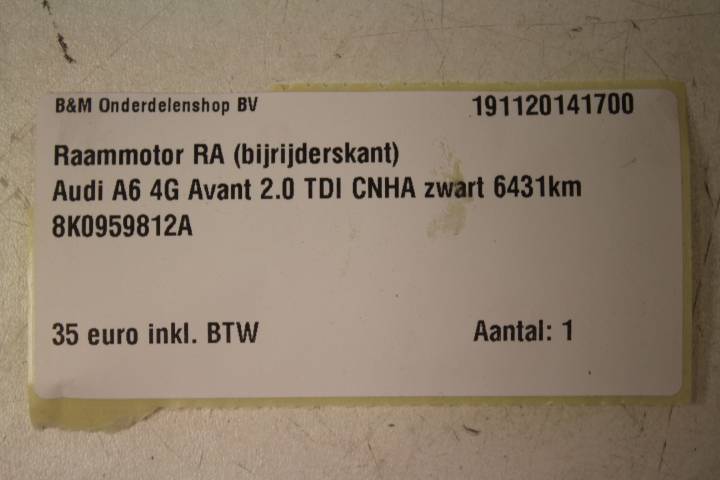 B&M Onderdelenshop BV 191120141700
Raammotor RA (bijrijderskant)
Audi A6 4G Avant 2.0 TDI CNHA zwart 6431km
8K0959812A
35 euro inkl. BTW Aantal: 1